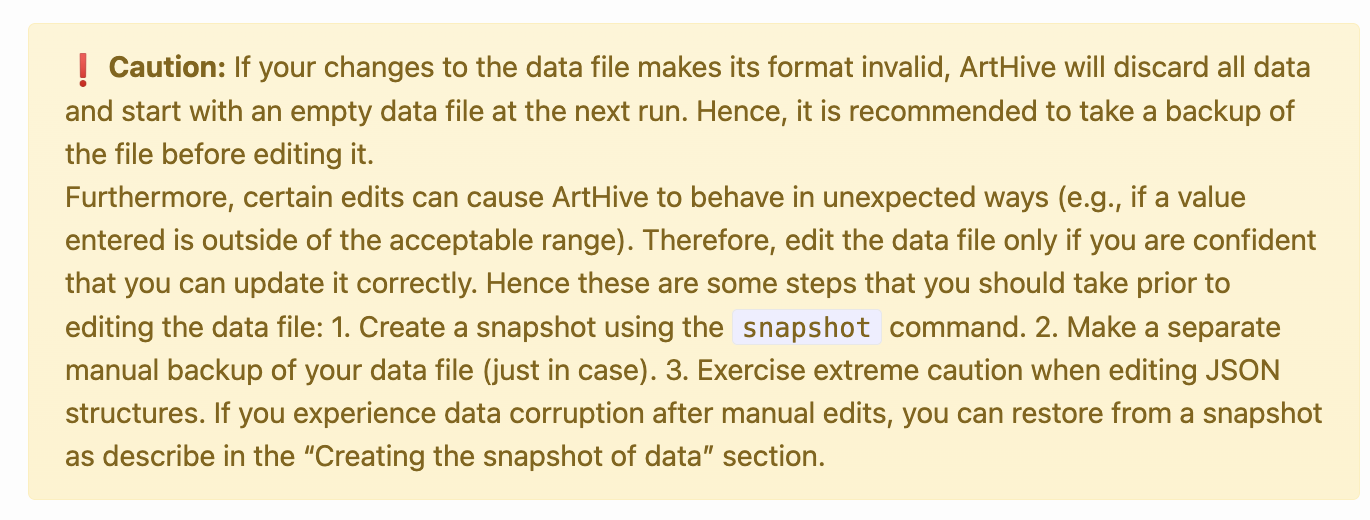 ❗ Caution: If your changes to the data file makes its format invalid, ArtHive will discard all data
and start with an empty data file at the next run. Hence, it is recommended to take a backup of
the file before editing it.
Furthermore, certain edits can cause ArtHive to behave in unexpected ways (e.g., if a value
entered is outside of the acceptable range). Therefore, edit the data file only if you are confident
that you can update it correctly. Hence these are some steps that you should take prior to
editing the data file: 1. Create a snapshot using the snapshot command. 2. Make a separate
manual backup of your data file (just in case). 3. Exercise extreme caution when editing JSON
structures. If you experience data corruption after manual edits, you can restore from a snapshot
as describe in the “Creating the snapshot of data” section.